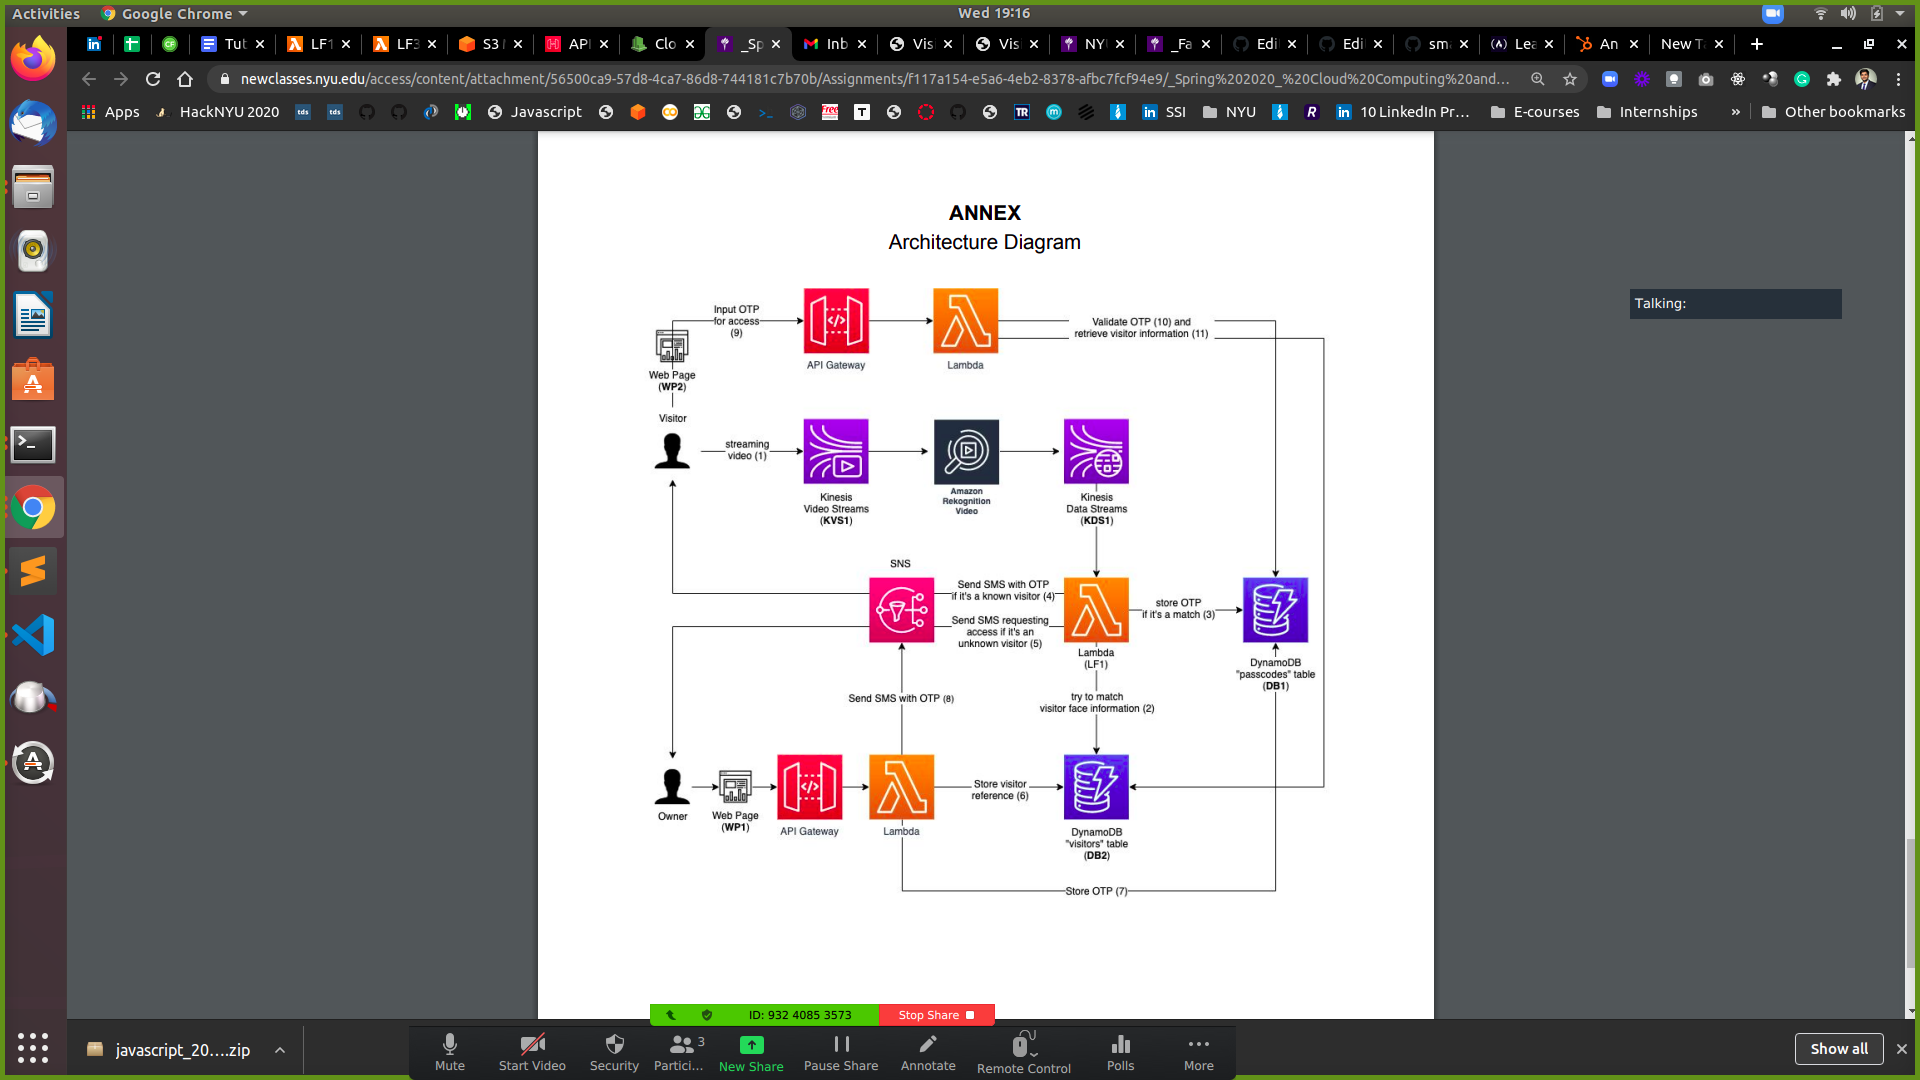 Activities
Google Chrome
Wed 19:16
Tut
LF1
LF3
S3
API
Clo
_Sp
Inb
Visi
Visi
NYU
_Fa
Edi
Edi
sma
Lea
An
New T
newclasses.nyu.edu/access/content/attachment/56500ca9-57d8-4ca7-86d8-744181c7b70b/Assignments/f117a154-e5a6-4eb2-8378-afbc7fcf94e9/_Spring%202020_%20Cloud%20Computing%20and...
Apps
HackNYU 2020
tds
tds
Javascript
Free
T
TR
SSI
NYU
R
10 LinkedIn Pr...
E-courses
Internships
»
Other bookmarks
ANNEX
Architecture Diagram
Talking:
Input OTP
for access
(9)
Validate OTP (10) and
retrieve visitor information (11)
API Gateway
Lambda
Web Page
(WP2)
Visitor
streaming
video (1)
Kinesis
Video Streams
(KVS1)
Amazon
Rekognition
Video
Kinesis
Data Streams
(KDS1)
SNS
Send SMS with OTP
if it's a known visitor (4)
Send SMS requesting
access if it's an
unknown visitor (5)
store OTP
if it's a match (3)
Lambda
(LF1)
DynamoDB
"passcodes" table
(DB1)
Send SMS with OTP (8)
try to match
visitor face information (2)
Owner
Web Page
(WP1)
API Gateway
Lambda
Store visitor
reference (6)
DynamoDB
"visitors" table
(DB2)
Store OTP (7)
ID: 932 4085 3573
Stop Share
javascript_20....zip
Mute
Start Video
Security
Partici...
3
New Share
Pause Share
Annotate
Remote Control
Polls
More
Show all